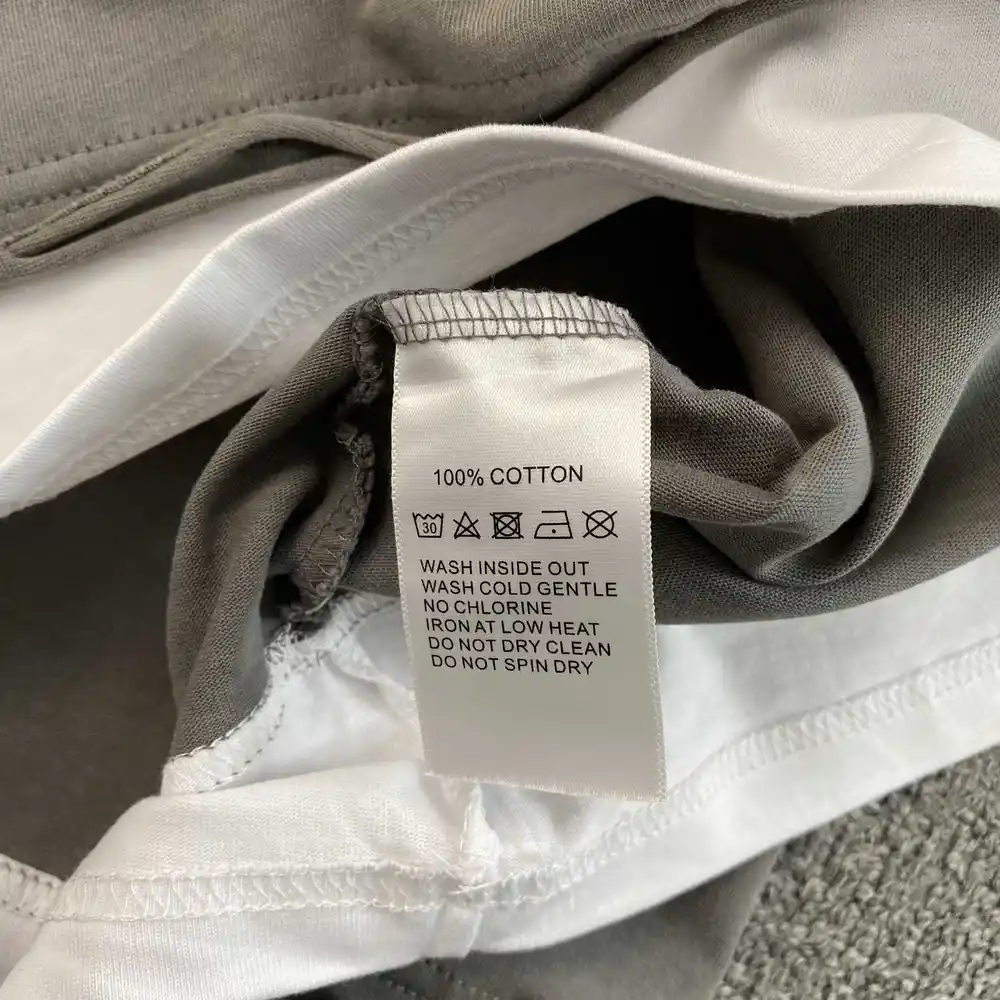 100% COTTON
30
WASH INSIDE OUT
WASH COLD GENTLE
NO CHLORINE
IRON AT LOW HEAT
DO NOT DRY CLEAN
DO NOT SPIN DRY